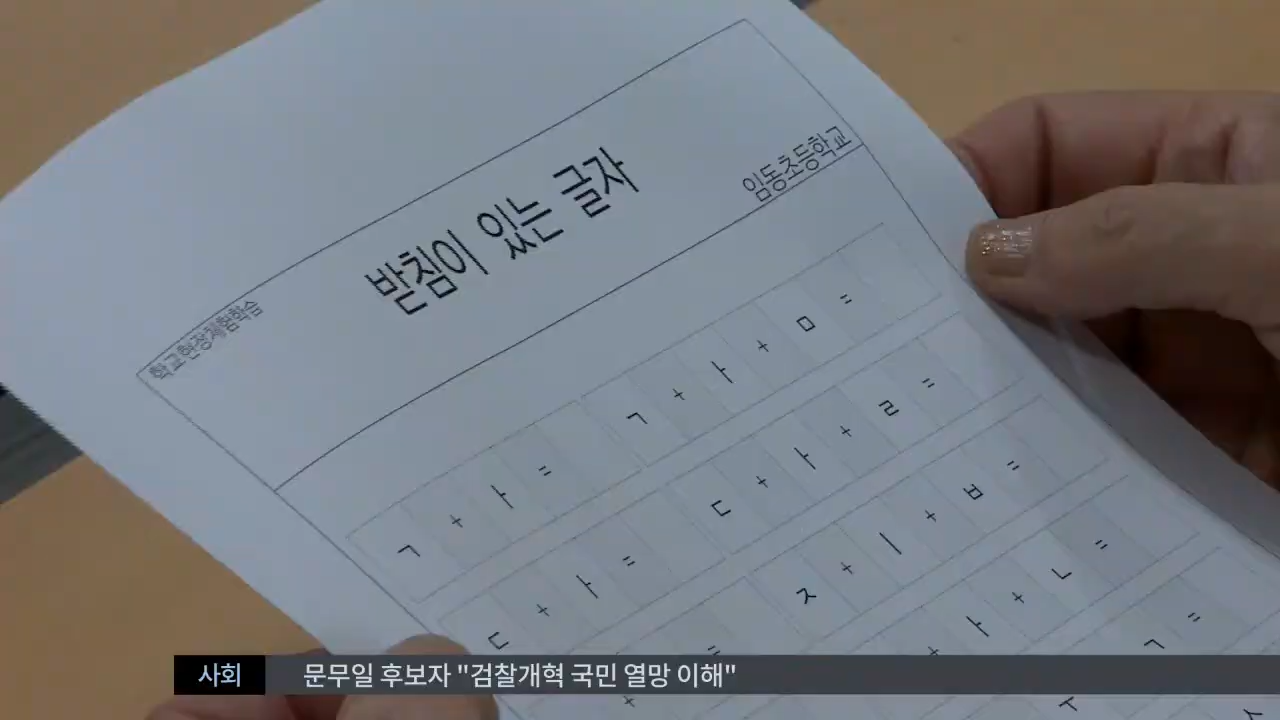 학교현장체험학습
받침이 있는 글자
임동초등학교
ㄱ + ㅏ = ㄱ + ㅏ + ㅁ =
ㄷ + ㅏ = ㄷ + ㅏ + ㄹ =
= ㅈ + ㅣ + ㅂ =
+ ㅏ + ㄴ =
ㄱ =
사회 문무일 후보자 "검찰개혁 국민 열망 이해"